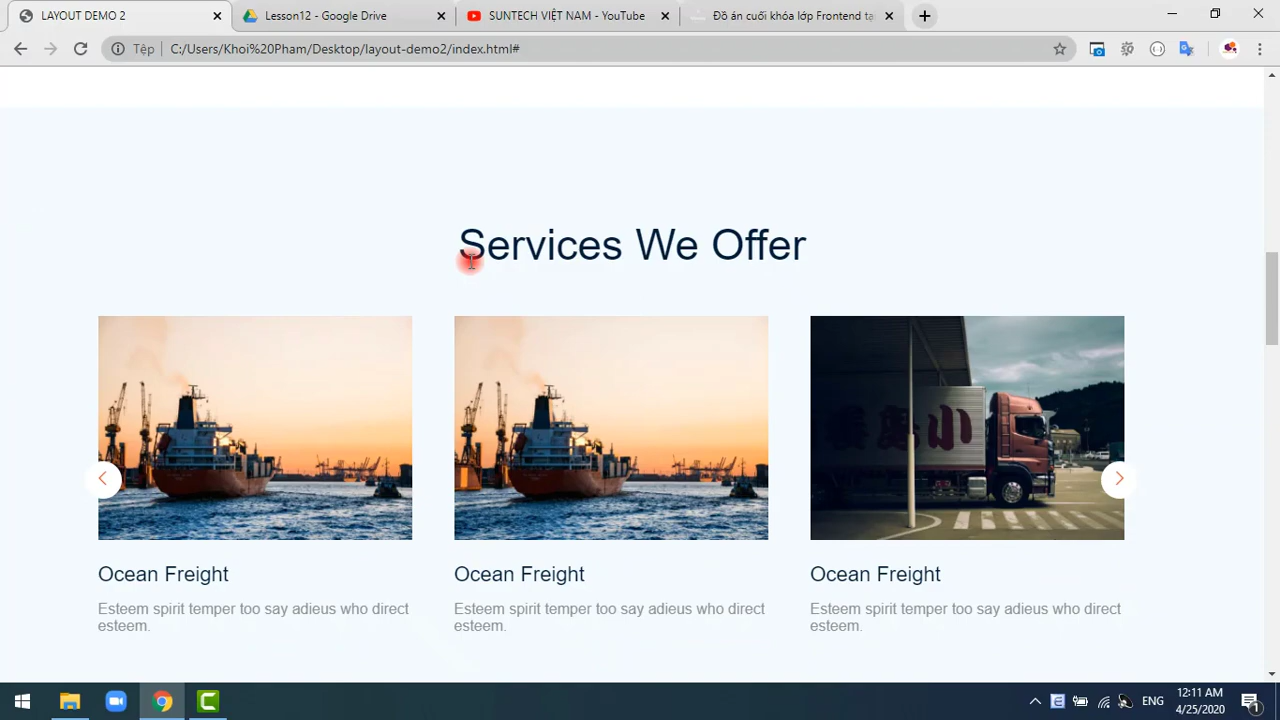 LAYOUT DEMO 2
Lesson12 - Google Drive
SUNTECH VIỆT NAM - YouTube
Đồ án cuối khóa lớp Frontend tạ
Tệp
C:/Users/Khoi%20Pham/Desktop/layout-demo2/index.html#
Services We Offer
Ocean Freight
Esteem spirit temper too say adieus who direct
esteem.
Ocean Freight
Esteem spirit temper too say adieus who direct
esteem.
Ocean Freight
Esteem spirit temper too say adieus who direct
esteem.
ENG
12:11 AM
4/25/2020
1